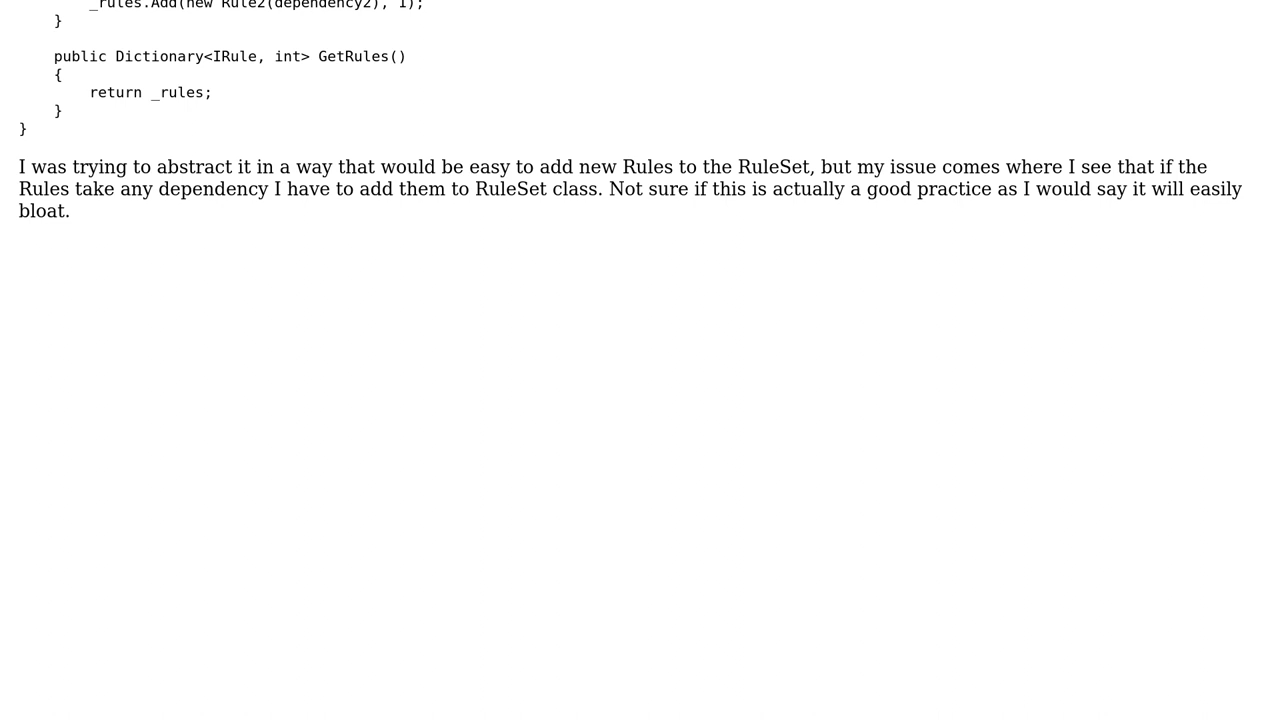 _rules.Add(new Rule2(dependency2), 1);
    }

    public Dictionary<IRule, int> GetRules()
    {
        return _rules;
    }
}
I was trying to abstract it in a way that would be easy to add new Rules to the RuleSet, but my issue comes where I see that if the
Rules take any dependency I have to add them to RuleSet class. Not sure if this is actually a good practice as I would say it will easily
bloat.